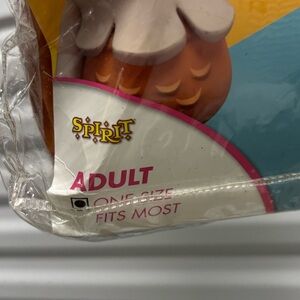 SPIRIT
ADULT
ONE SIZE
FITS MOST